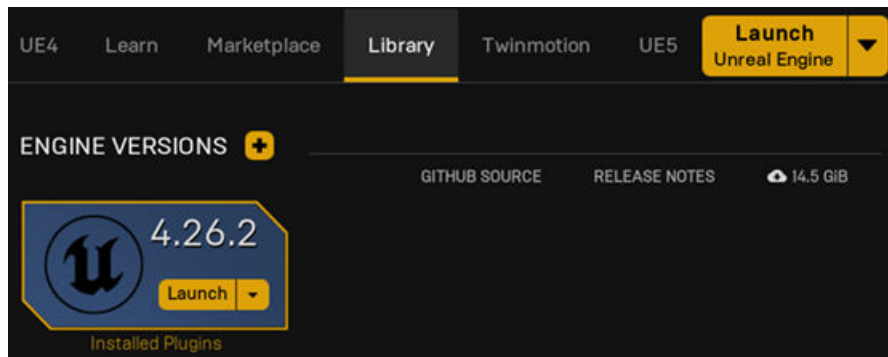 UE4 Learn Marketplace Library Twinmotion UE5 Launch
Unreal Engine
ENGINE VERSIONS
GITHUB SOURCE RELEASE NOTES 14.5 GiB
4.26.2
Launch
Installed Plugins